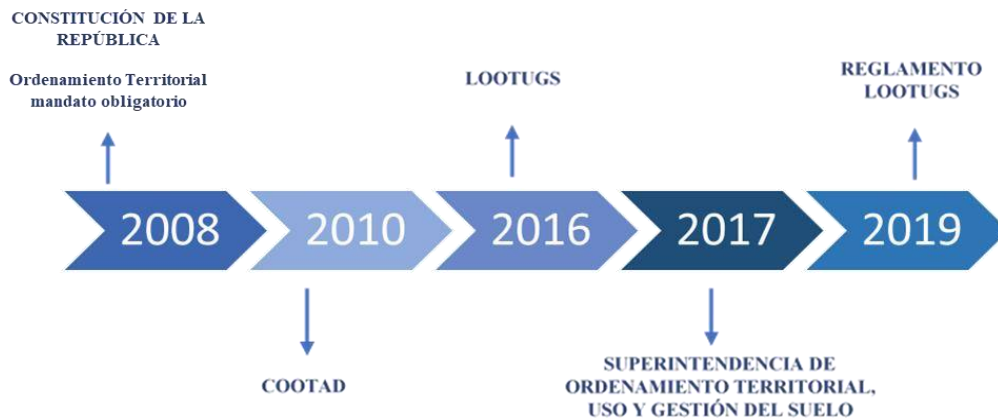 CONSTITUCIÓN DE LA
REPÚBLICA
Ordenamiento Territorial
mandato obligatorio
LOOTUGS
REGLAMENTO
LOOTUGS
2008
2010
2016
2017
2019
COOTAD
SUPERINTENDENCIA DE
ORDENAMIENTO TERRITORIAL,
USO Y GESTIÓN DEL SUELO